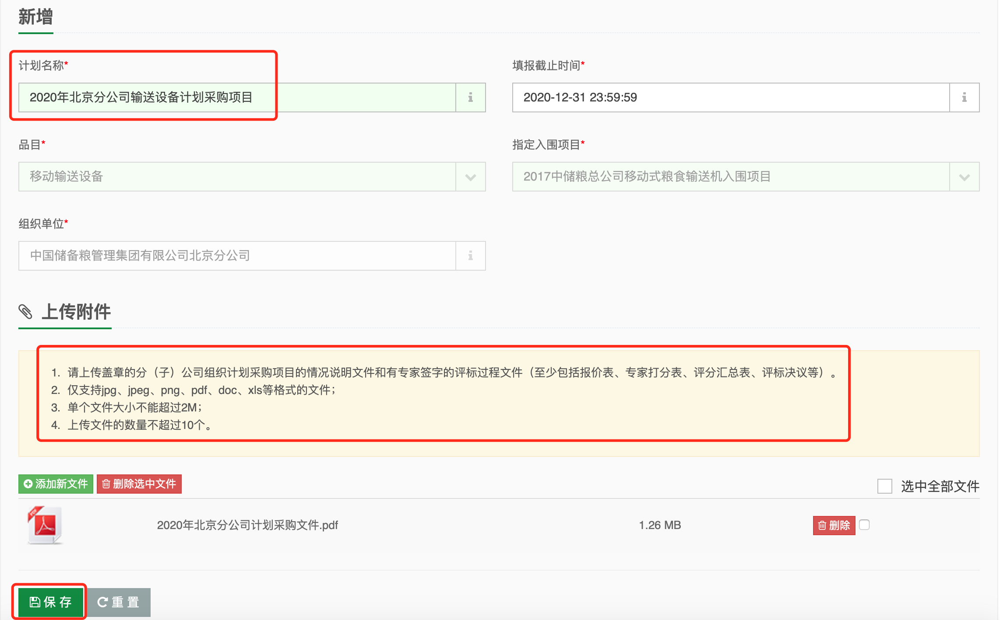 新增
计划名称*
填报截止时间*
2020年北京分公司输送设备计划采购项目
2020-12-31 23:59:59
品目*
指定入围项目*
移动输送设备
2017中储粮总公司移动式粮食输送机入围项目
组织单位*
中国储备粮管理集团有限公司北京分公司
上传附件
1. 请上传盖章的分（子）公司组织计划采购项目的情况说明文件和有专家签字的评标过程文件（至少包括报价表、专家打分表、评分汇总表、评标决议等）。
2. 仅支持jpg、jpeg、png、pdf、doc、xls等格式的文件；
3. 单个文件大小不能超过2M；
4. 上传文件的数量不超过10个。
添加新文件 删除选中文件
选中全部文件
PDF
2020年北京分公司计划采购文件.pdf 1.26 MB 删除
保 存 重 置